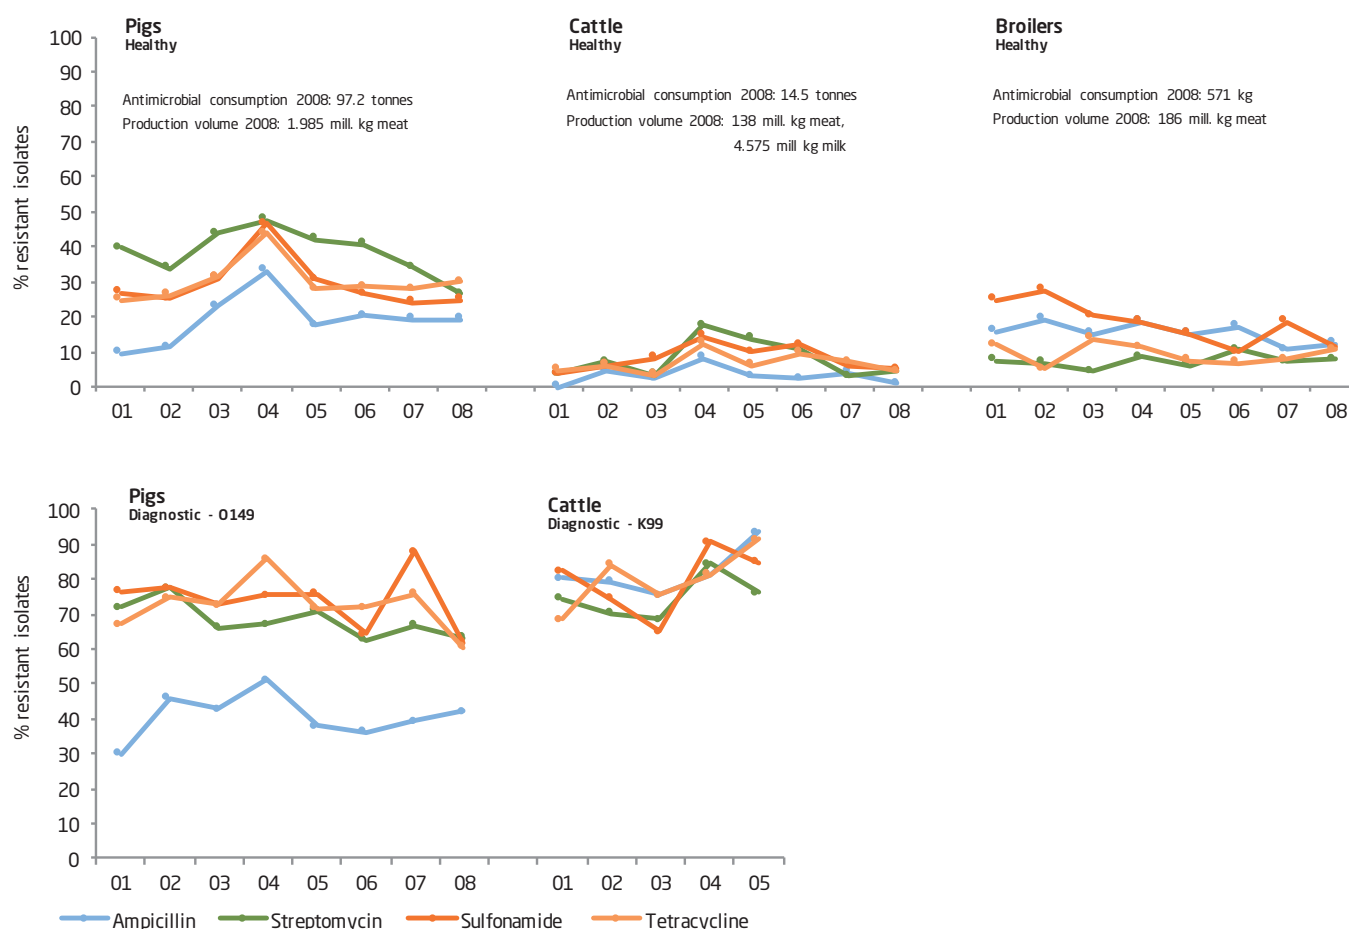 Pigs
Healthy
Antimicrobial consumption 2008: 97.2 tonnes
Production volume 2008: 1.985 mill. kg meat
Cattle
Healthy
Antimicrobial consumption 2008: 14.5 tonnes
Production volume 2008: 138 mill. kg meat,
4.575 mill kg milk
Broilers
Healthy
Antimicrobial consumption 2008: 571 kg
Production volume 2008: 186 mill. kg meat
% resistant isolates
100
90
80
70
60
50
40
30
20
10
0
01 02 03 04 05 06 07 08 01 02 03 04 05 06 07 08 01 02 03 04 05 06 07 08
Pigs
Diagnostic - O149
Cattle
Diagnostic - K99
% resistant isolates
100
90
80
70
60
50
40
30
20
10
0
01 02 03 04 05 06 07 08 01 02 03 04 05
Ampicillin Streptomycin Sulfonamide Tetracycline